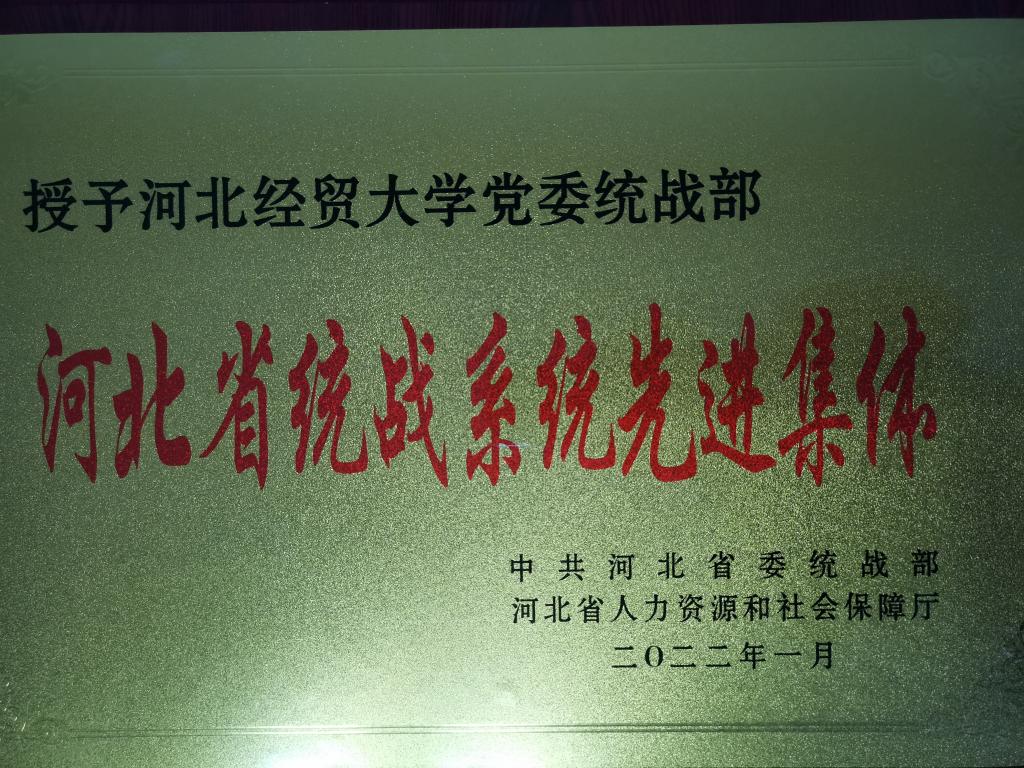 授予河北经贸大学党委统战部
河北省统战系统先进集体
中共河北省委统战部
河北省人力资源和社会保障厅
二〇二二年一月